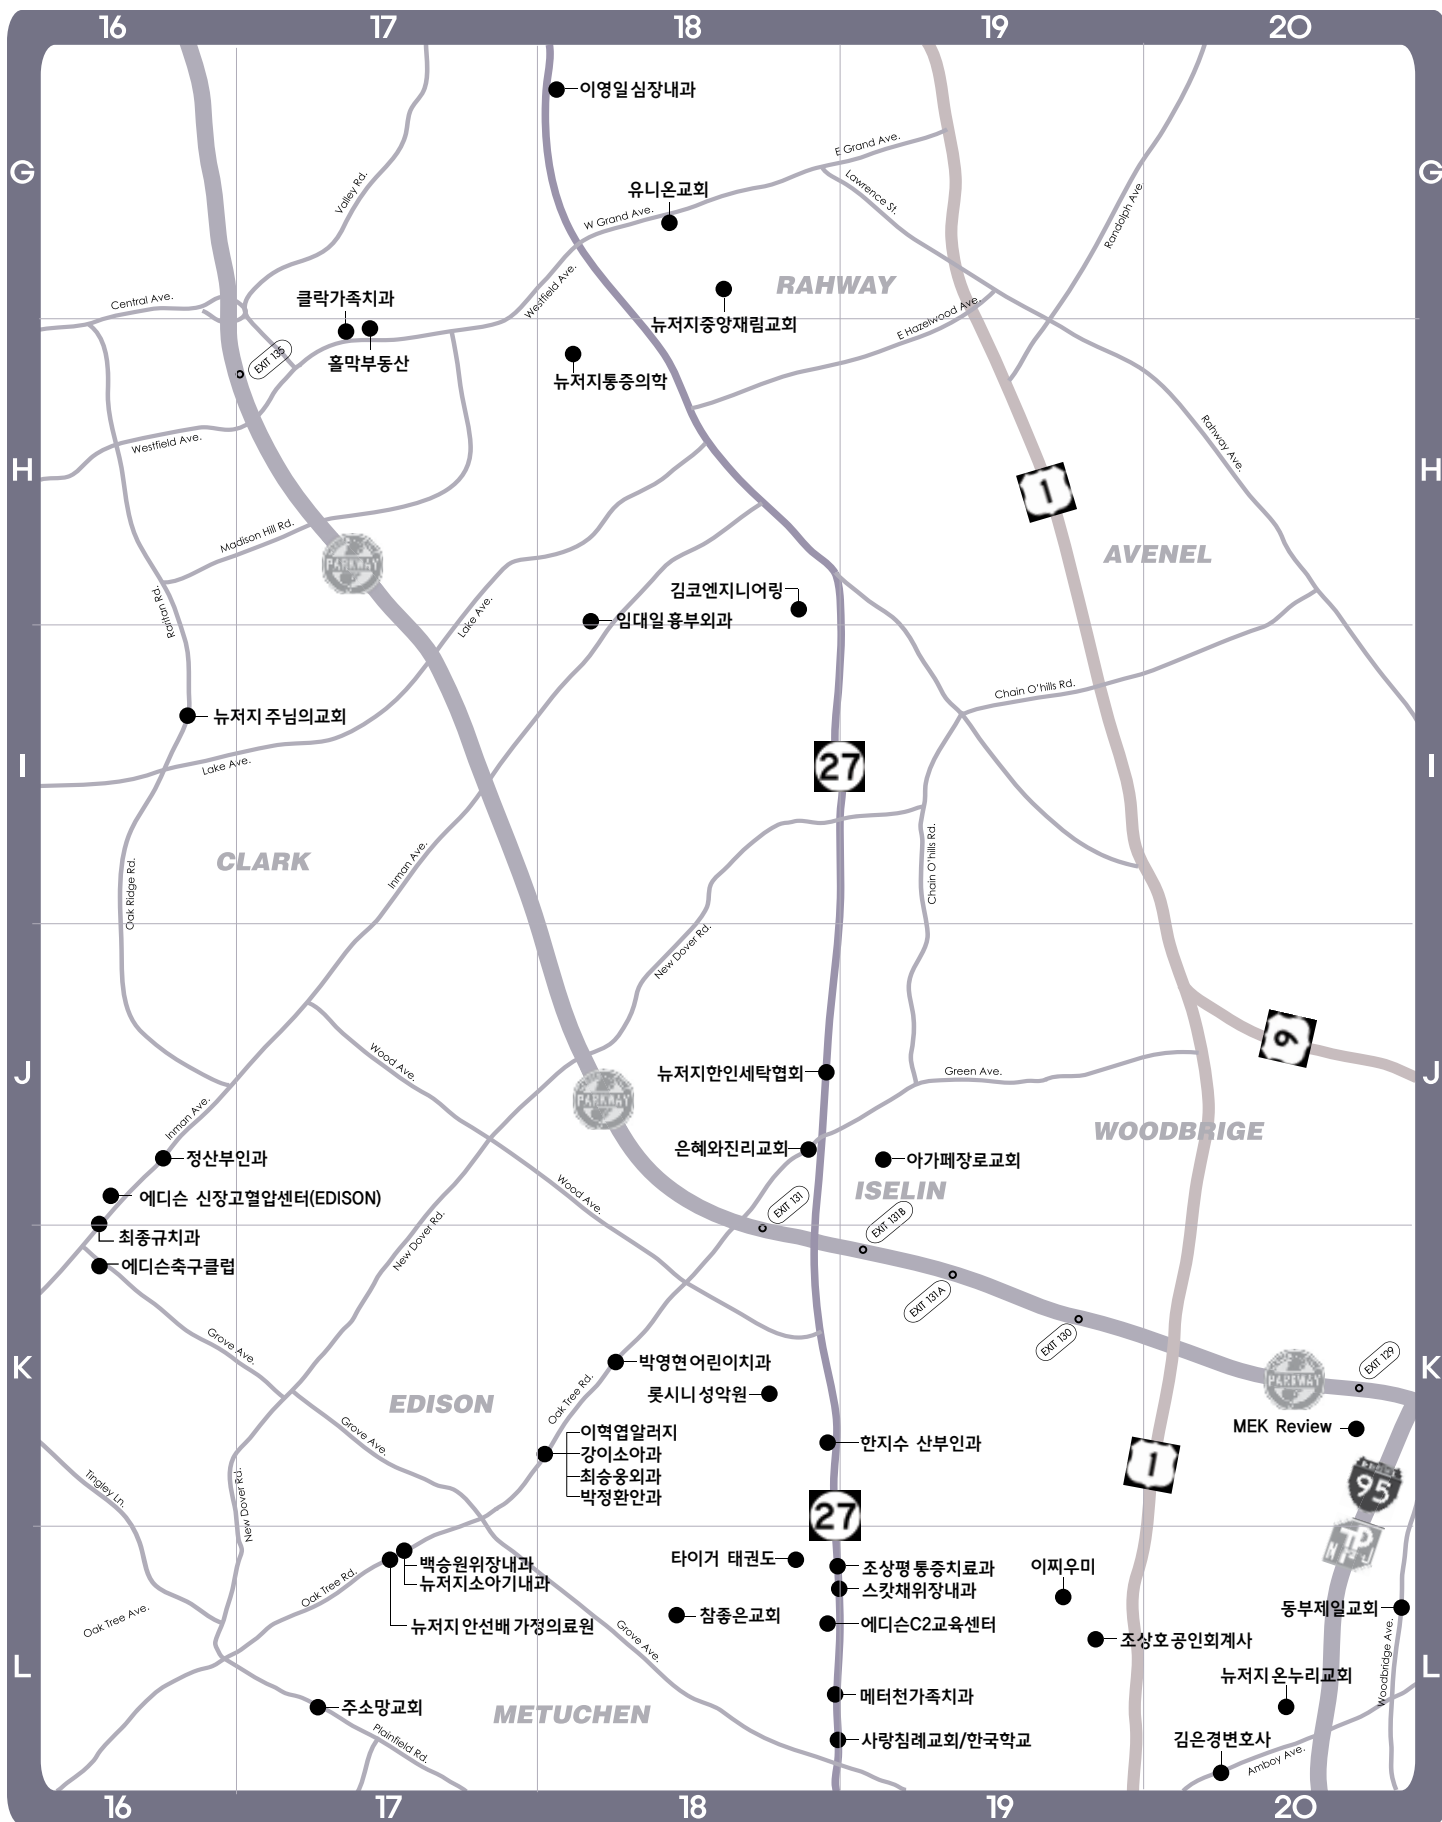 16 17 18 19 20
G
G
이영일심장내과
E Grand Ave.
Valley Rd.
유니온교회
W Grand Ave.
Lawrence St.
Randolph Ave
Westfield Ave.
RAHWAY
Central Ave.
클락가족치과
뉴저지중앙재림교회
E Hazelwood Ave.
EXIT 135
홀막부동산
뉴저지통증의학
Westfield Ave.
Rahway Ave.
H
H
1
Madison Hill Rd.
PARKWAY
AVENEL
김코엔지니어링
Raritan Rd.
Lake Ave.
임대일흉부외과
Chain O'hills Rd.
뉴저지 주님의교회
Lake Ave.
I
27
I
Inman Ave.
CLARK
Chain O'hills Rd.
Oak Ridge Rd.
New Dover Rd.
9
Wood Ave.
뉴저지한인세탁협회
Green Ave.
J
J
PARKWAY
Inman Ave.
WOODBRIGE
은혜와진리교회
정산부인과
아가페장로교회
에디슨 신장고혈압센터(EDISON)
Wood Ave.
ISELIN
EXIT 131
EXIT 131B
최종규치과
New Dover Rd.
에디슨축구클럽
EXIT 131A
Grove Ave.
EXIT 130
박영현어린이치과
EXIT 129
K
K
PARKWAY
EDISON
Oak Tree Rd.
롯시니성악원
Grove Ave.
이혁엽알러지
MEK Review
강이소아과
한지수 산부인과
최승웅외과
1
박정환안과
Tingley Ln.
New Dover Rd.
95
27
TP
NJ
백승원위장내과
타이거 태권도
조상평통증치료과
이찌우미
뉴저지소아기내과
스캇채위장내과
Oak Tree Rd.
Oak Tree Ave.
참좋은교회
동부제일교회
뉴저지안선배가정의료원
에디슨C2교육센터
Grove Ave.
조상호공인회계사
Woodbridge Ave.
L
L
뉴저지온누리교회
메터천가족치과
주소망교회
METUCHEN
Plainfield Rd.
사랑침례교회/한국학교
김은경변호사
Amboy Ave.
16 17 18 19 20